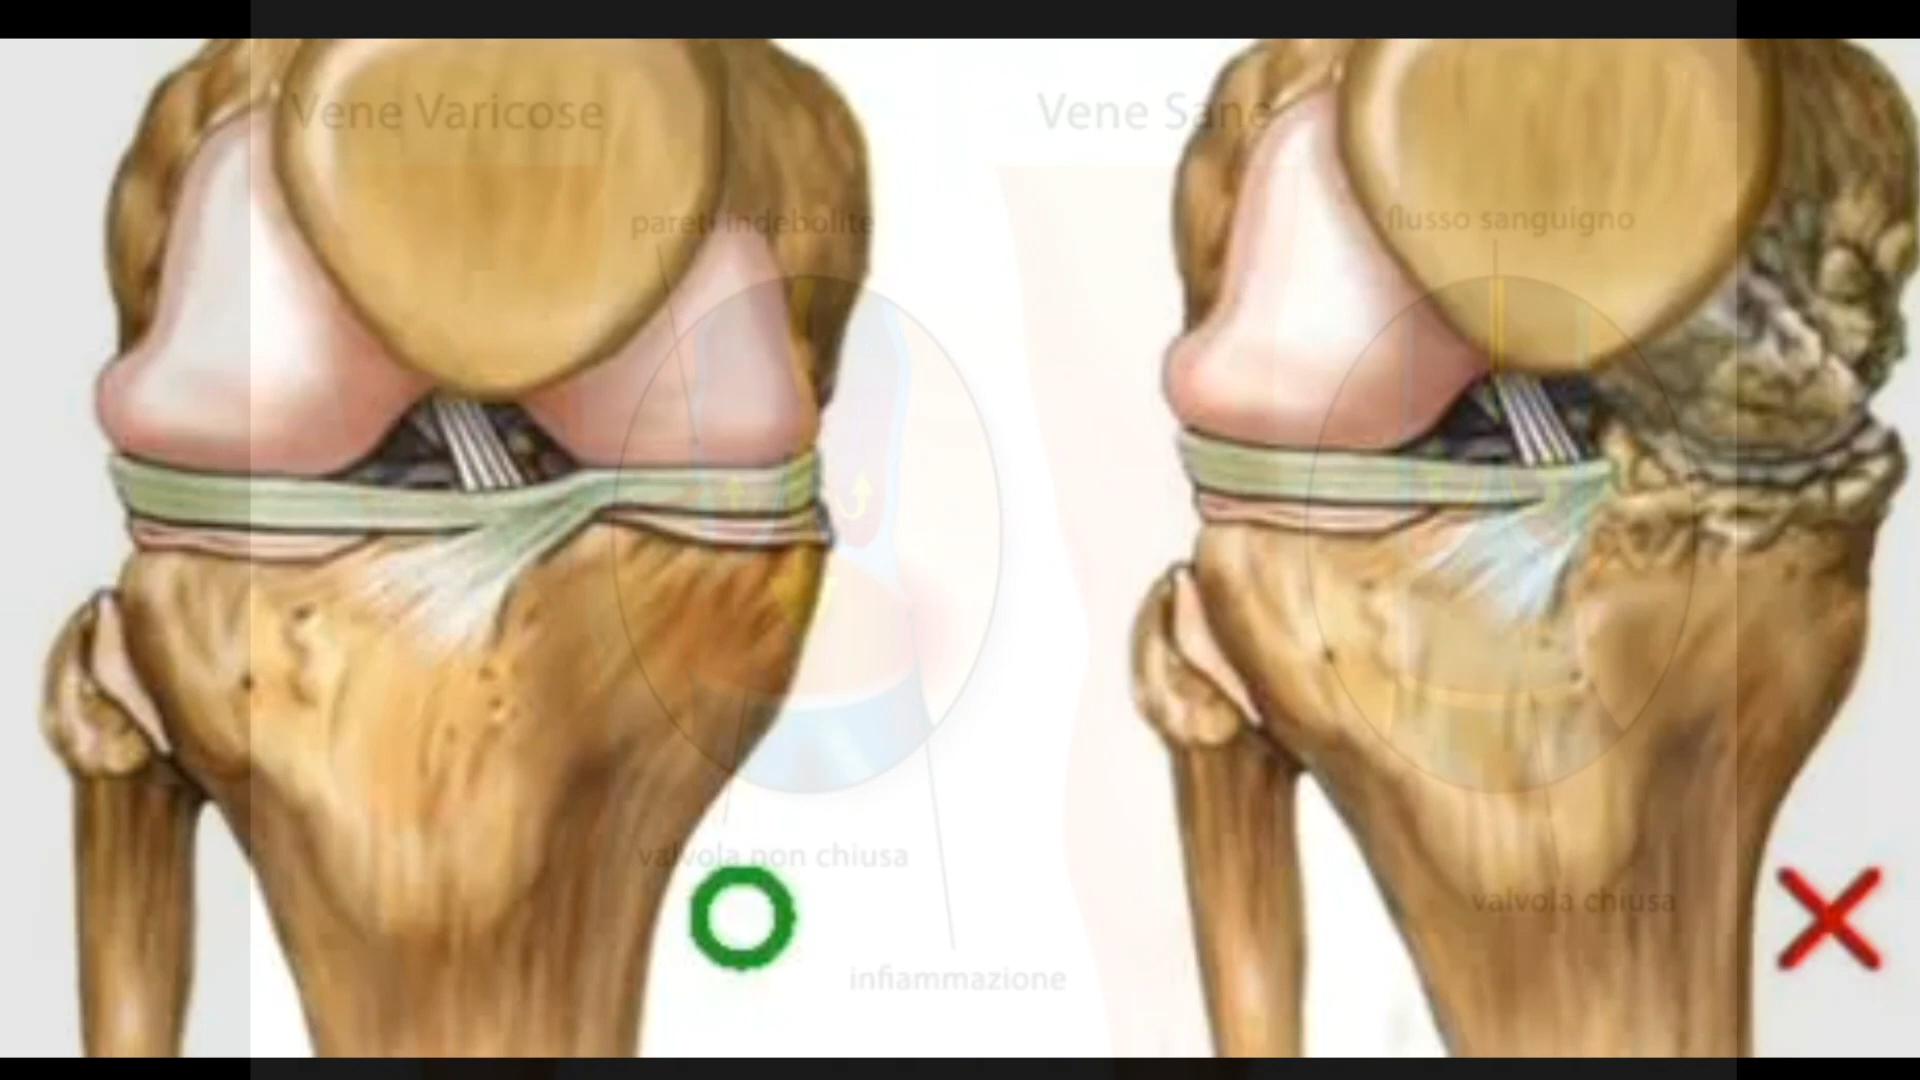 Vene Varicose
Vene Sane
pareti indebolite
flusso sanguigno
valvola non chiusa
valvola chiusa
infiammazione